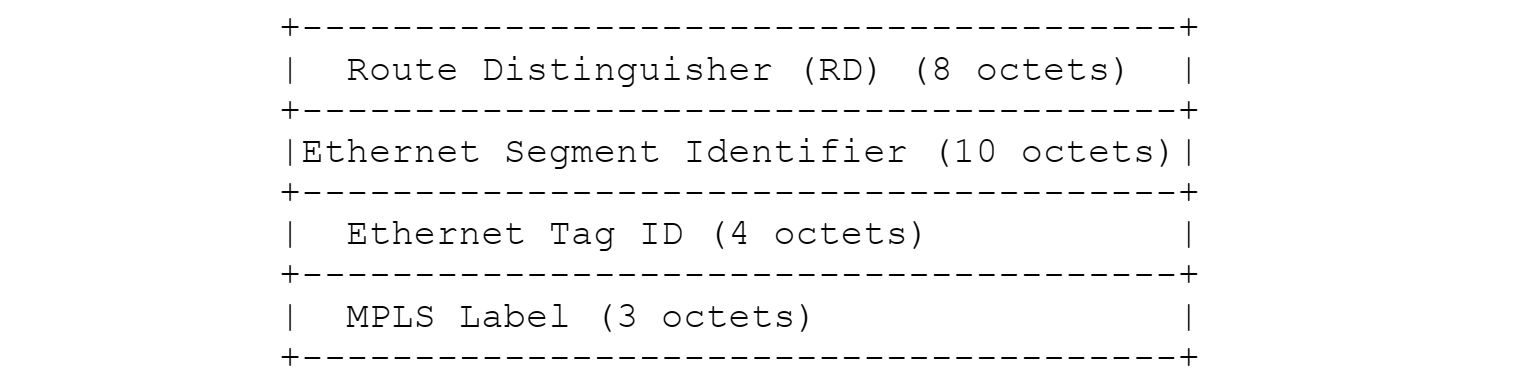 +---------------------------------------+
|  Route Distinguisher (RD) (8 octets)  |
+---------------------------------------+
|Ethernet Segment Identifier (10 octets)|
+---------------------------------------+
|  Ethernet Tag ID (4 octets)           |
+---------------------------------------+
|  MPLS Label (3 octets)                |
+---------------------------------------+